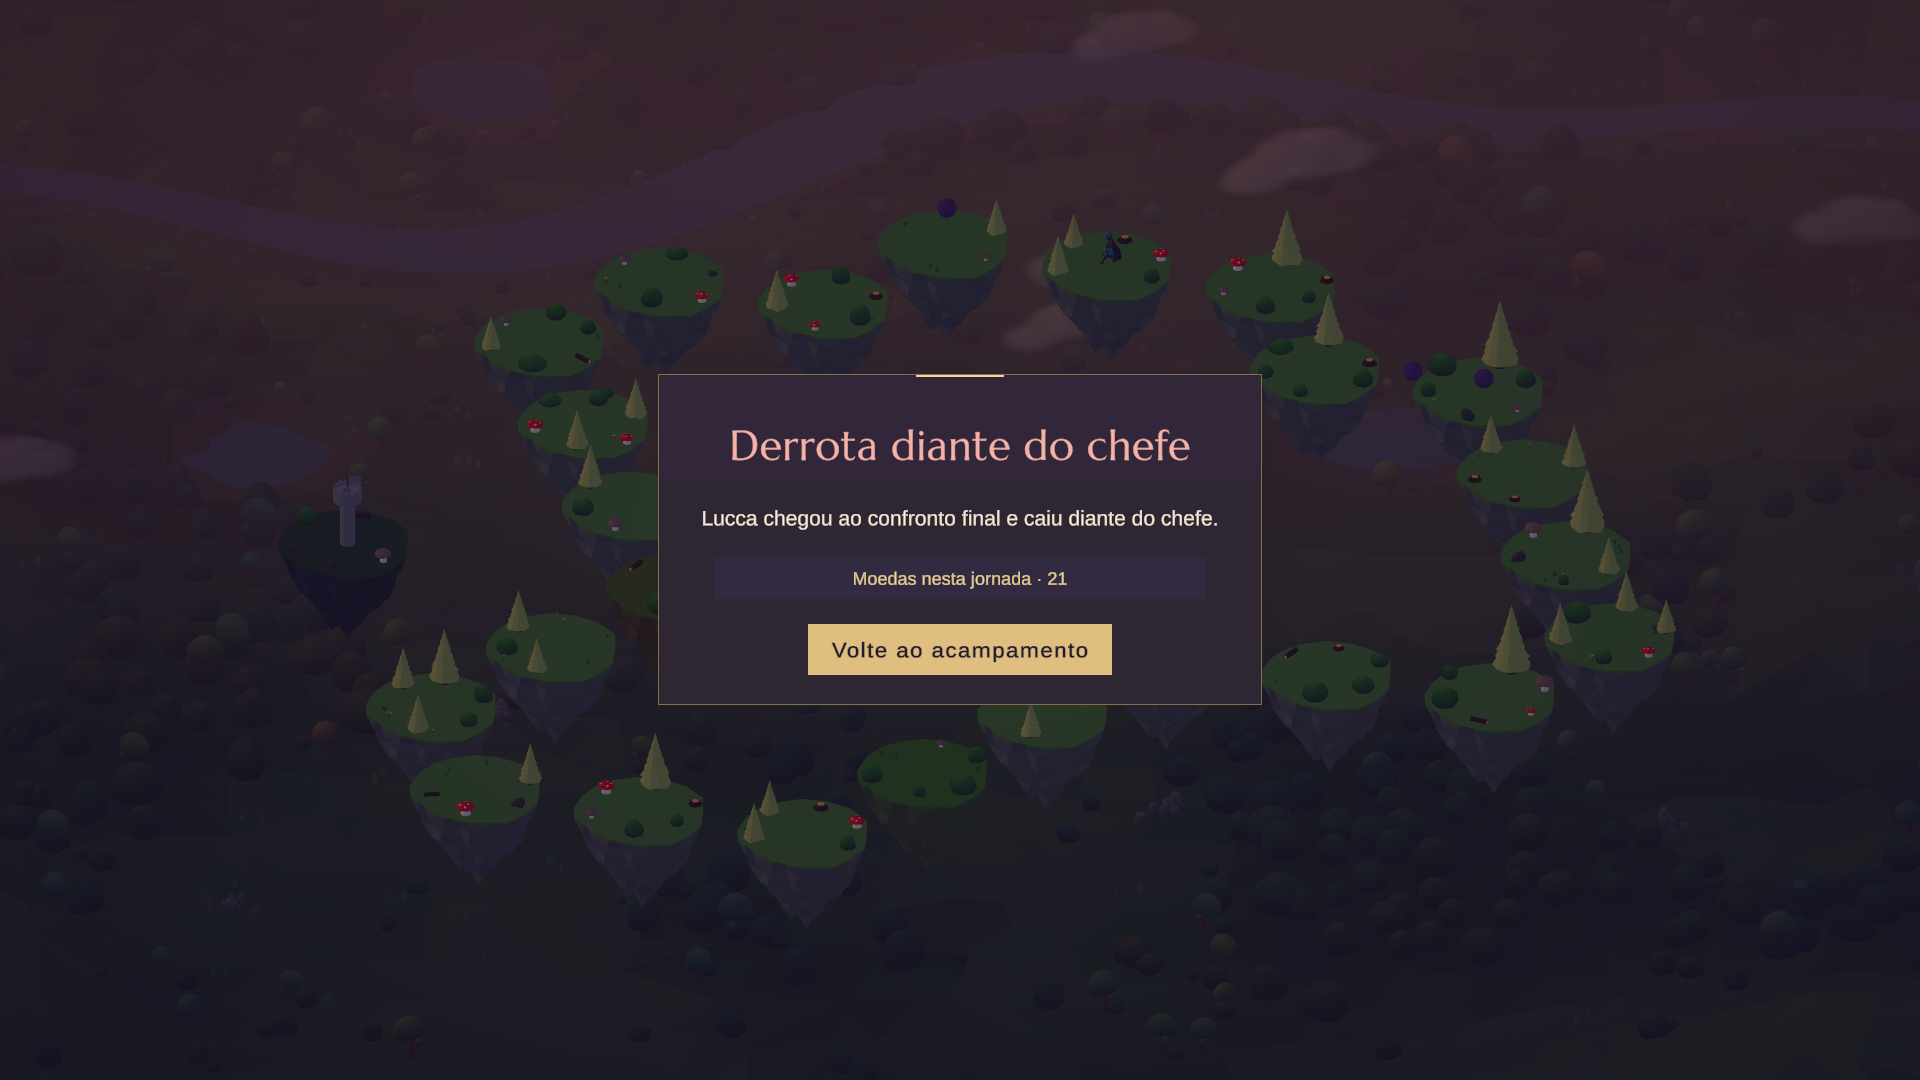 Derrota diante do chefe
Lucca chegou ao confronto final e caiu diante do chefe.
Moedas nesta jornada · 21
Volte ao acampamento